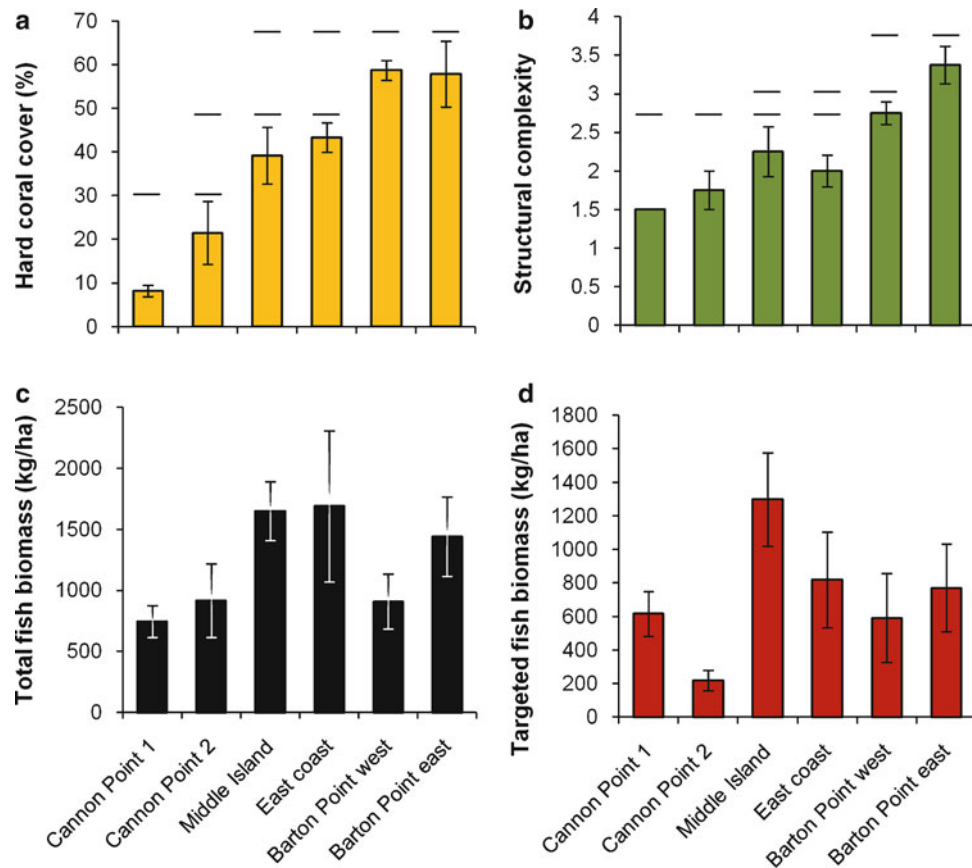 a
Hard coral cover (%)
70
60
50
40
30
20
10
0
b
Structural complexity
4
3.5
3
2.5
2
1.5
1
0.5
0
c
Total fish biomass (kg/ha)
2500
2000
1500
1000
500
0
Cannon Point 1
Cannon Point 2
Middle Island
East coast
Barton Point west
Barton Point east
d
Targeted fish biomass (kg/ha)
1800
1600
1400
1200
1000
800
600
400
200
0
Cannon Point 1
Cannon Point 2
Middle Island
East coast
Barton Point west
Barton Point east